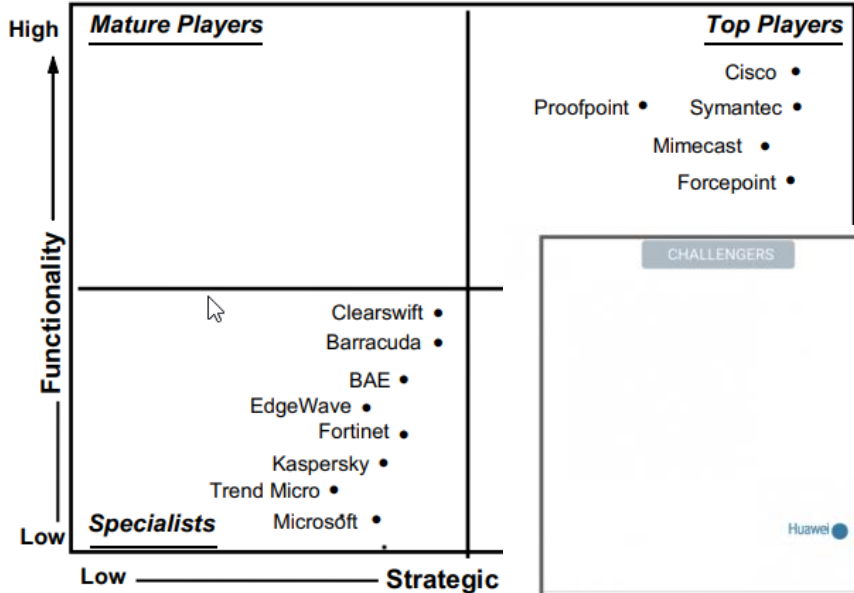 High
Mature Players
Top Players
Cisco
Proofpoint
Symantec
Mimecast
Forcepoint
Functionality
CHALLENGERS
Clearswift
Barracuda
BAE
EdgeWave
Fortinet
Kaspersky
Trend Micro
Microsoft
Huawei
Specialists
Low
Low
Strategic